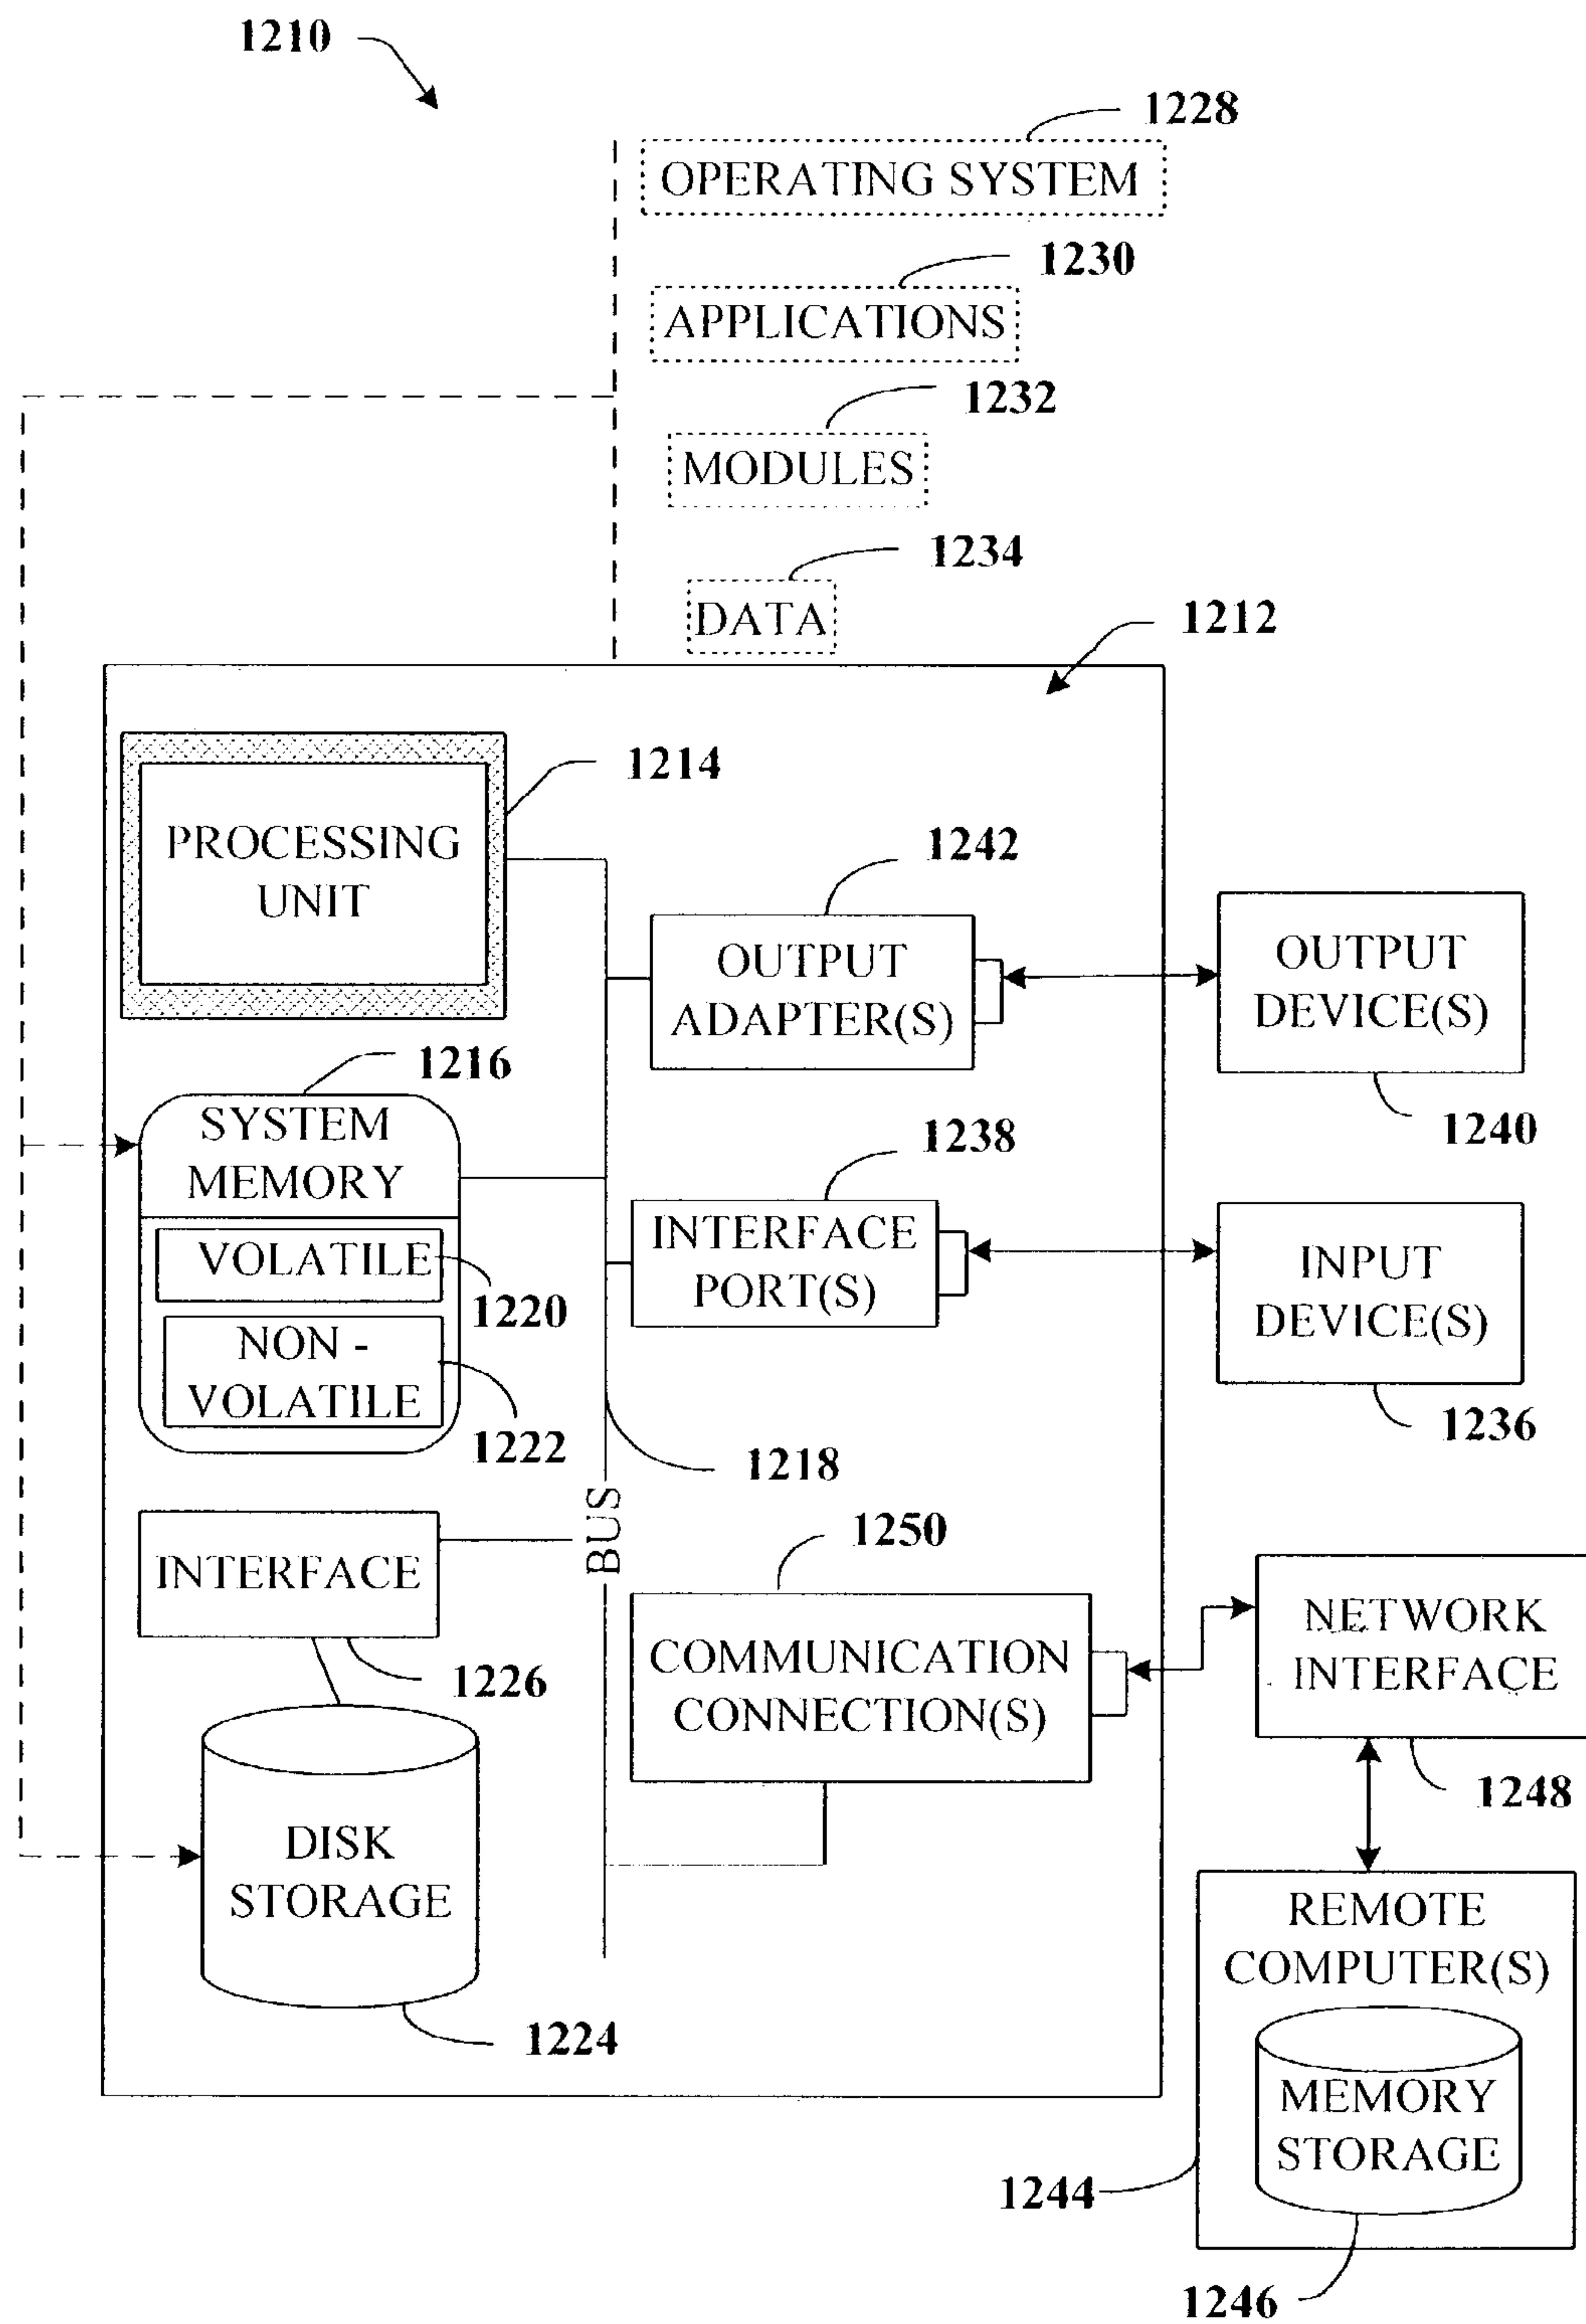 1210
1228
OPERATING SYSTEM
1230
APPLICATIONS
1232
MODULES
1234
DATA
1212
1214
PROCESSING
UNIT
1242
OUTPUT
ADAPTER(S)
OUTPUT
DEVICE(S)
1240
1216
SYSTEM
MEMORY
VOLATILE
1220
NON -
VOLATILE
1222
1238
INTERFACE
PORT(S)
INPUT
DEVICE(S)
1236
1218
BUS
INTERFACE
1226
1250
COMMUNICATION
CONNECTION(S)
NETWORK
INTERFACE
1248
DISK
STORAGE
1224
REMOTE
COMPUTER(S)
MEMORY
STORAGE
1244
1246